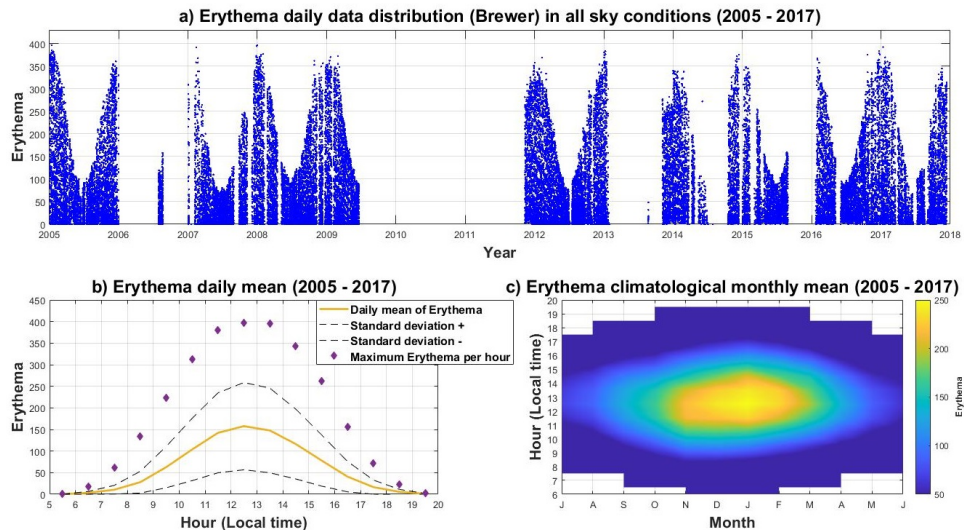 a) Erythema daily data distribution (Brewer) in all sky conditions (2005 - 2017)
Erythema
400
350
300
250
200
150
100
50
0
2005 2006 2007 2008 2009 2010 2011 2012 2013 2014 2015 2016 2017 2018
Year
b) Erythema daily mean (2005 - 2017)
Erythema
450
400
350
300
250
200
150
100
50
0
5 6 7 8 9 10 11 12 13 14 15 16 17 18 19 20
Hour (Local time)
Daily mean of Erythema
Standard deviation +
Standard deviation -
Maximum Erythema per hour
c) Erythema climatological monthly mean (2005 - 2017)
Hour (Local time)
20
19
18
17
16
15
14
13
12
11
10
9
8
7
6
J A S O N D J F M A M J
Month
250
200
150
100
50
Erythema